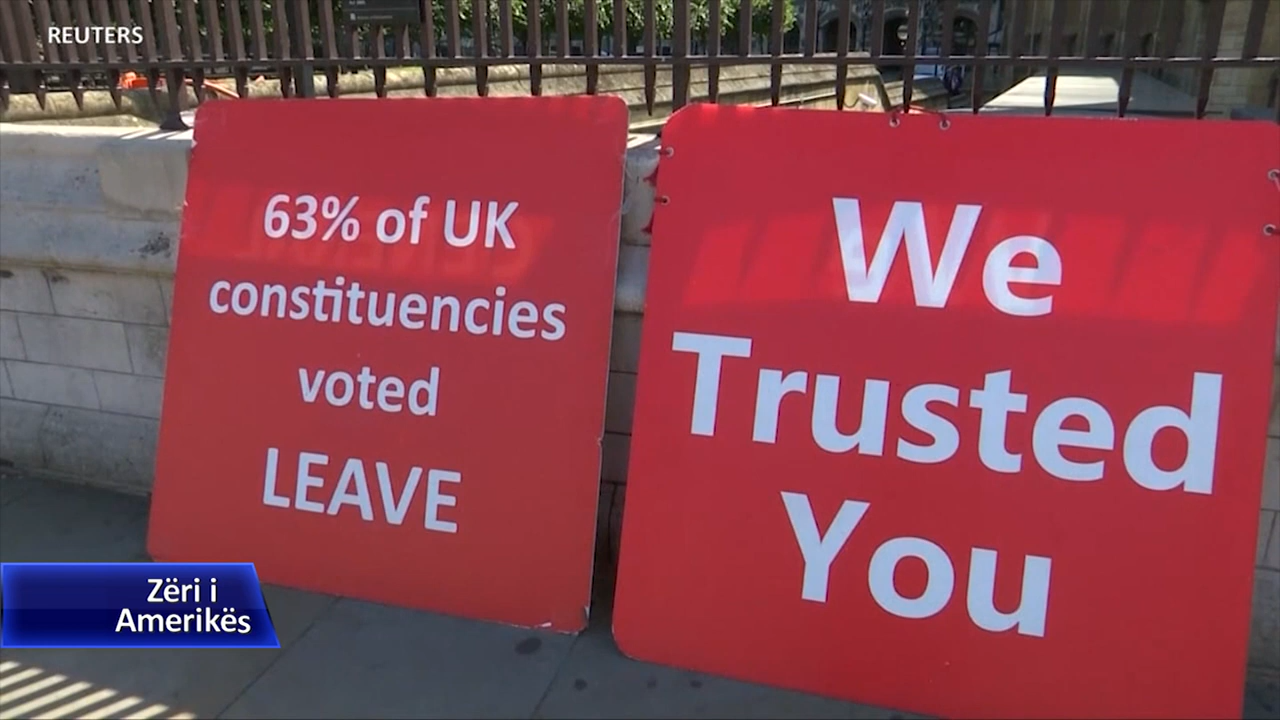 REUTERS
63% of UK
constituencies
voted
LEAVE
We
Trusted
You
Zëri i
Amerikës